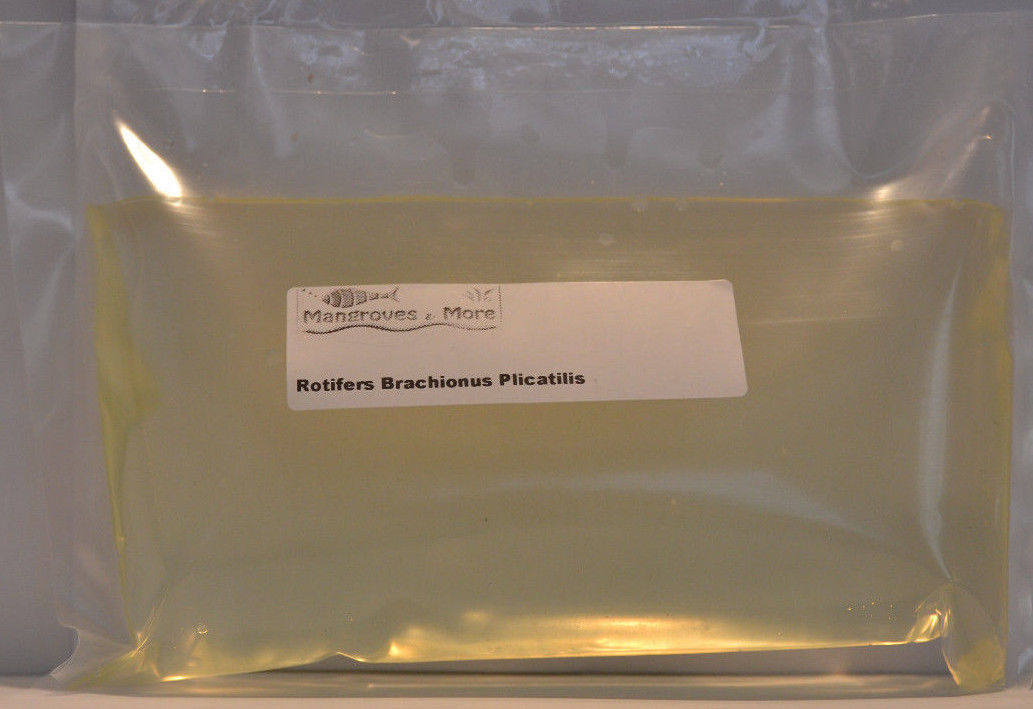 Mangroves & More
Rotifers Brachionus Plicatilis